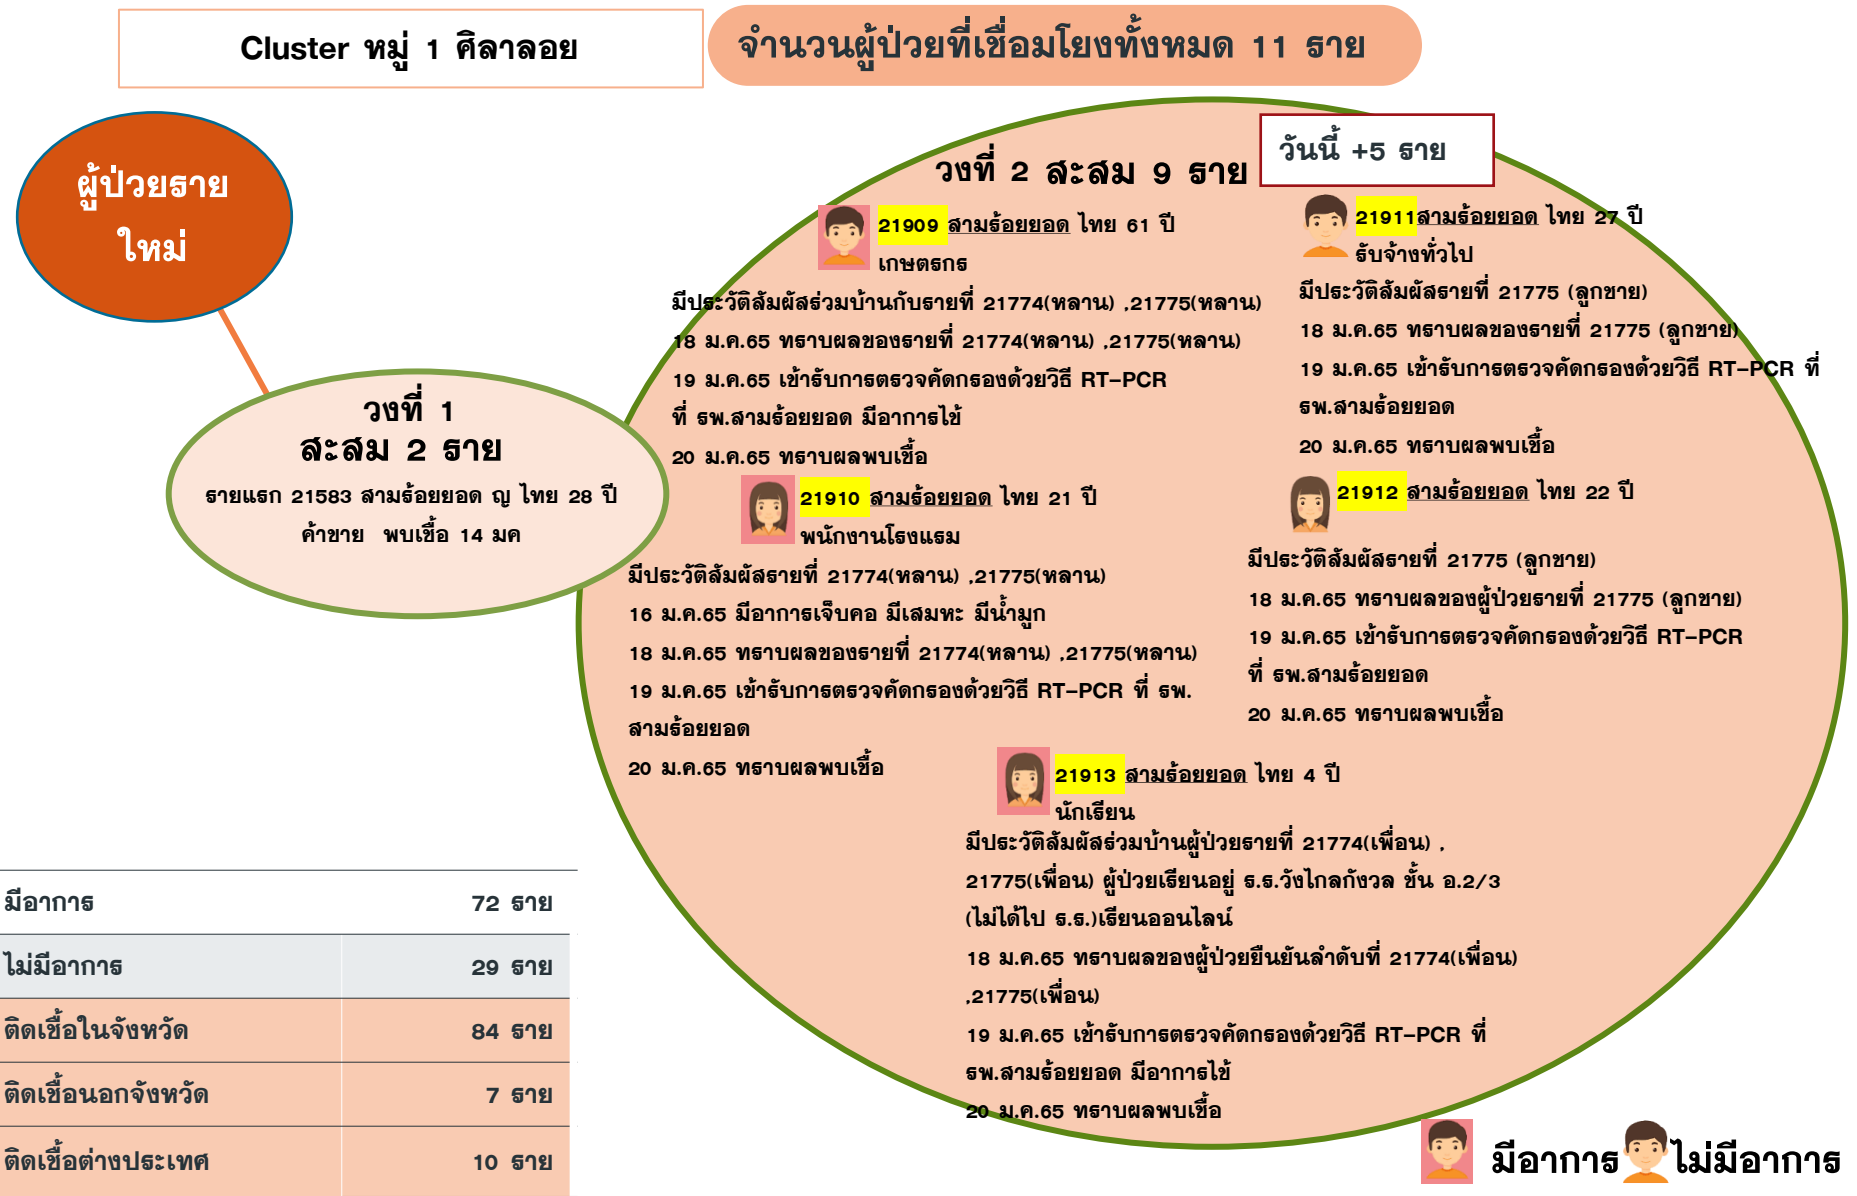 Cluster หมู่ 1 ศิลาลอย
จำนวนผู้ป่วยที่เชื่อมโยงทั้งหมด 11 ราย
ผู้ป่วยราย
ใหม่
วงที่ 1
สะสม 2 ราย
รายแรก 21583 สามร้อยยอด ญ ไทย 28 ปี
ค้าขาย พบเชื้อ 14 มค
วงที่ 2 สะสม 9 ราย
วันนี้ +5 ราย
21909 สามร้อยยอด ไทย 61 ปี
เกษตรกร
มีประวัติสัมผัสร่วมบ้านกับรายที่ 21774(หลาน) ,21775(หลาน)
18 ม.ค.65 ทราบผลของรายที่ 21774(หลาน) ,21775(หลาน)
19 ม.ค.65 เข้ารับการตรวจคัดกรองด้วยวิธี RT-PCR
ที่ รพ.สามร้อยยอด มีอาการไข้
20 ม.ค.65 ทราบผลพบเชื้อ
21910 สามร้อยยอด ไทย 21 ปี
พนักงานโรงแรม
มีประวัติสัมผัสรายที่ 21774(หลาน) ,21775(หลาน)
16 ม.ค.65 มีอาการเจ็บคอ มีเสมหะ มีน้ำมูก
18 ม.ค.65 ทราบผลของรายที่ 21774(หลาน) ,21775(หลาน)
19 ม.ค.65 เข้ารับการตรวจคัดกรองด้วยวิธี RT-PCR ที่ รพ.
สามร้อยยอด
20 ม.ค.65 ทราบผลพบเชื้อ
21911สามร้อยยอด ไทย 27 ปี
รับจ้างทั่วไป
มีประวัติสัมผัสรายที่ 21775 (ลูกชาย)
18 ม.ค.65 ทราบผลของรายที่ 21775 (ลูกชาย)
19 ม.ค.65 เข้ารับการตรวจคัดกรองด้วยวิธี RT-PCR ที่
รพ.สามร้อยยอด
20 ม.ค.65 ทราบผลพบเชื้อ
21912 สามร้อยยอด ไทย 22 ปี
มีประวัติสัมผัสรายที่ 21775 (ลูกชาย)
18 ม.ค.65 ทราบผลของผู้ป่วยรายที่ 21775 (ลูกชาย)
19 ม.ค.65 เข้ารับการตรวจคัดกรองด้วยวิธี RT-PCR
ที่ รพ.สามร้อยยอด
20 ม.ค.65 ทราบผลพบเชื้อ
21913 สามร้อยยอด ไทย 4 ปี
นักเรียน
มีประวัติสัมผัสร่วมบ้านผู้ป่วยรายที่ 21774(เพื่อน) ,
21775(เพื่อน) ผู้ป่วยเรียนอยู่ ร.ร.วังไกลกังวล ชั้น อ.2/3
(ไม่ได้ไป ร.ร.)เรียนออนไลน์
18 ม.ค.65 ทราบผลของผู้ป่วยยืนยันลำดับที่ 21774(เพื่อน)
,21775(เพื่อน)
19 ม.ค.65 เข้ารับการตรวจคัดกรองด้วยวิธี RT-PCR ที่
รพ.สามร้อยยอด มีอาการไข้
20 ม.ค.65 ทราบผลพบเชื้อ
มีอาการ 72 ราย
ไม่มีอาการ 29 ราย
ติดเชื้อในจังหวัด 84 ราย
ติดเชื้อนอกจังหวัด 7 ราย
ติดเชื้อต่างประเทศ 10 ราย
มีอาการ ไม่มีอาการ